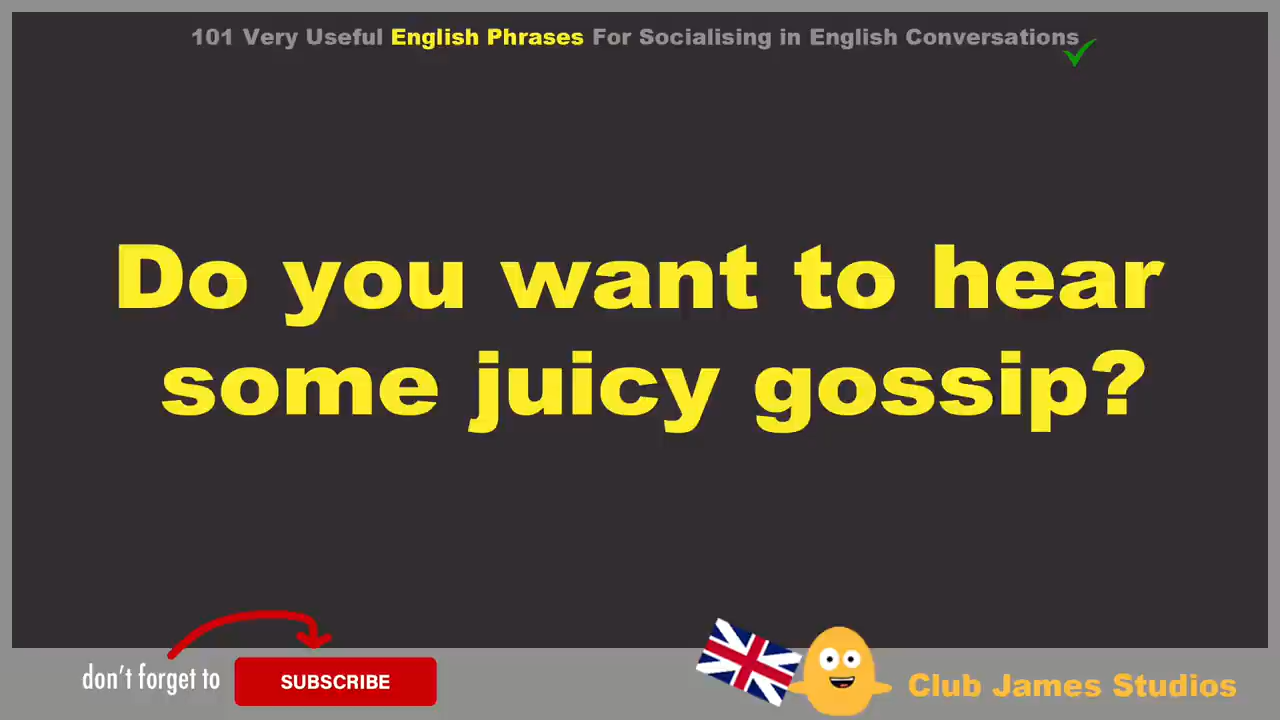 101 Very Useful English Phrases For Socialising in English Conversations
Do you want to hear
some juicy gossip?
don't forget to
SUBSCRIBE
Club James Studios